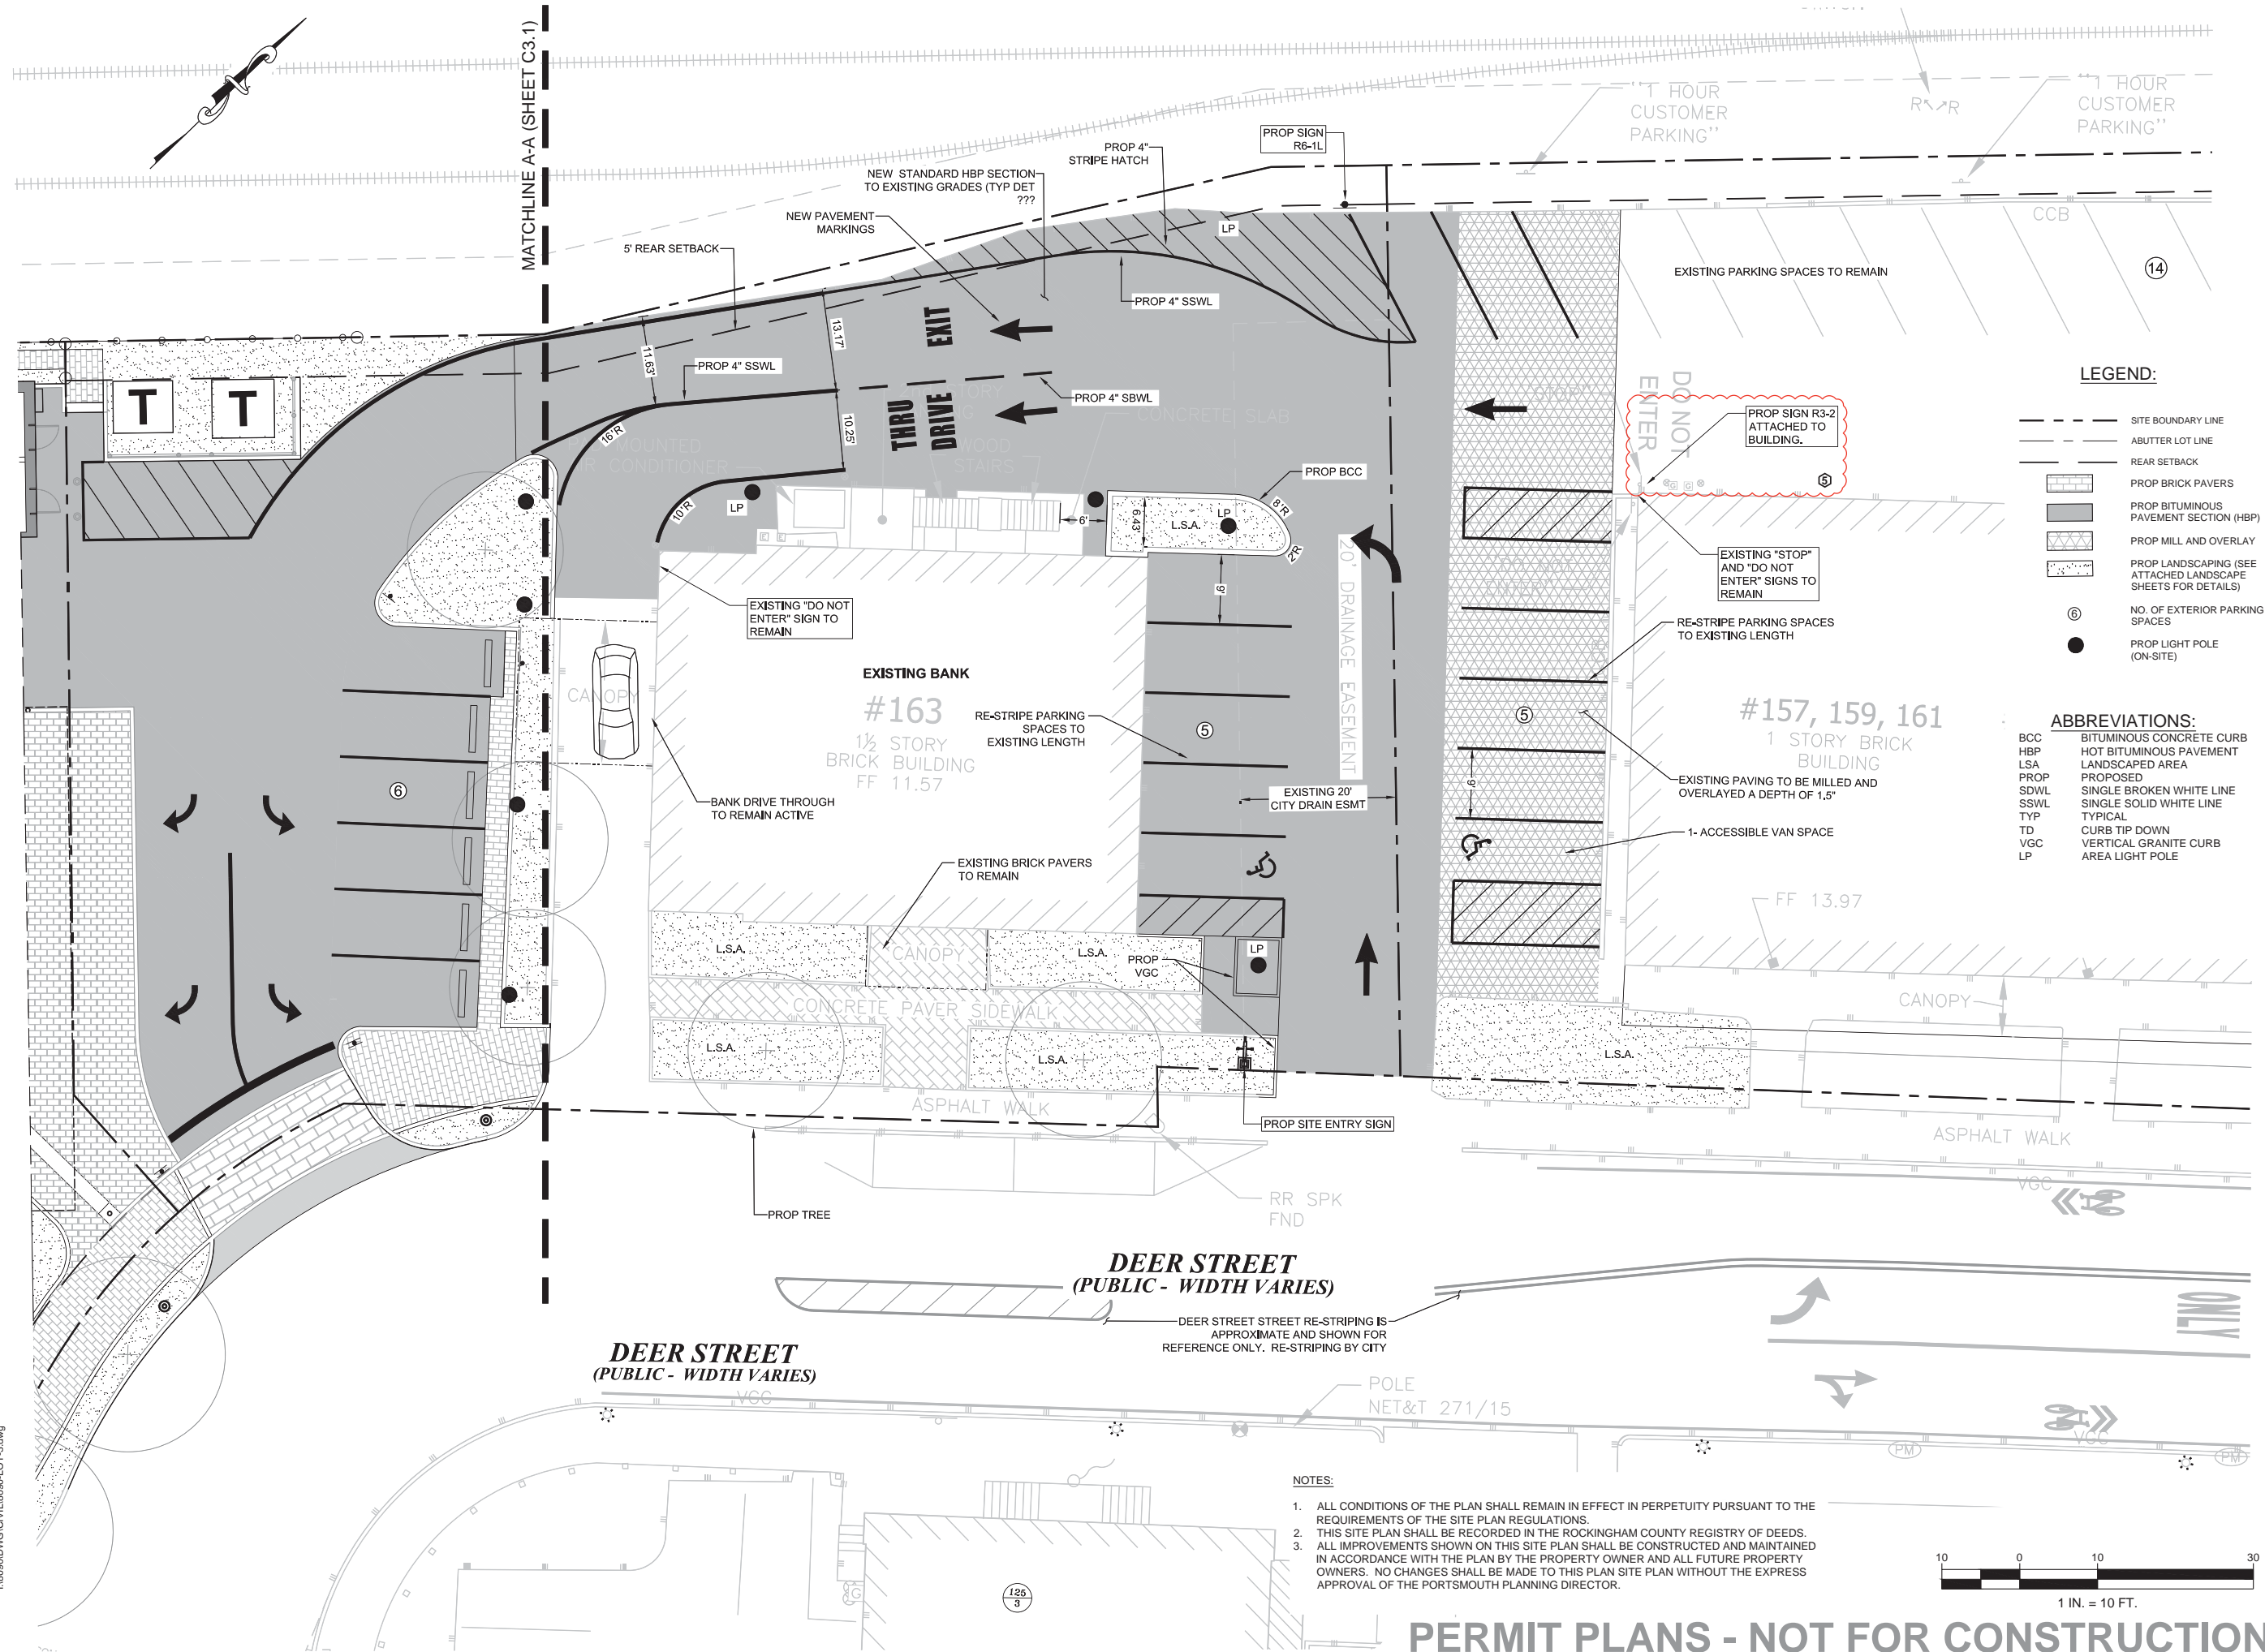 MATCHLINE A-A (SHEET C3.1)
"1 HOUR
CUSTOMER
PARKING"
R R
"1 HOUR
CUSTOMER
PARKING"
PROP SIGN
R6-1L
PROP 4"
STRIPE HATCH
NEW STANDARD HBP SECTION
TO EXISTING GRADES (TYP DET
???
NEW PAVEMENT
MARKINGS
5' REAR SETBACK
LP
CCB
EXISTING PARKING SPACES TO REMAIN
14
PROP 4" SSWL
13.17'
11.63'
EXIT
PROP 4" SSWL
PROP 4" SBWL
THRU
DRIVE
10.25'
CONCRETE SLAB
WOOD
STAIRS
16'R
10'R
LP
T
T
"STOP"
DO NOT
ENTER
PROP SIGN R3-2
ATTACHED TO
BUILDING.
5
G G
PROP BCC
8'R
2'R
6'
6.43'
L.S.A.
LP
E E
9'
20' DRAINAGE EASEMENT
EXISTING "STOP"
AND "DO NOT
ENTER" SIGNS TO
REMAIN
EXISTING "DO NOT
ENTER" SIGN TO
REMAIN
RE-STRIPE PARKING SPACES
TO EXISTING LENGTH
EXISTING BANK
#163
1½ STORY
BRICK BUILDING
FF 11.57
CANOPY
RE-STRIPE PARKING
SPACES TO
EXISTING LENGTH
5
5
#157, 159, 161
1 STORY BRICK
BUILDING
EXISTING 20'
CITY DRAIN ESMT
9'
EXISTING PAVING TO BE MILLED AND
OVERLAYED A DEPTH OF 1.5"
6
BANK DRIVE THROUGH
TO REMAIN ACTIVE
1- ACCESSIBLE VAN SPACE
EXISTING BRICK PAVERS
TO REMAIN
FF 13.97
L.S.A.
CANOPY
L.S.A.
PROP
VGC
LP
CONCRETE PAVER SIDEWALK
CANOPY
L.S.A.
L.S.A.
L.S.A.
ASPHALT WALK
PROP SITE ENTRY SIGN
ASPHALT WALK
VGC
RR SPK
FND
PROP TREE
DEER STREET
(PUBLIC - WIDTH VARIES)
DEER STREET STREET RE-STRIPING IS
APPROXIMATE AND SHOWN FOR
REFERENCE ONLY. RE-STRIPING BY CITY
ONLY
DEER STREET
(PUBLIC - WIDTH VARIES)
VGC
POLE
NET&T 271/15
VGC
PM
PM
G
125
3
LEGEND:
SITE BOUNDARY LINE
ABUTTER LOT LINE
REAR SETBACK
PROP BRICK PAVERS
PROP BITUMINOUS
PAVEMENT SECTION (HBP)
PROP MILL AND OVERLAY
PROP LANDSCAPING (SEE
ATTACHED LANDSCAPE
SHEETS FOR DETAILS)
6 NO. OF EXTERIOR PARKING
SPACES
PROP LIGHT POLE
(ON-SITE)
ABBREVIATIONS:
BCC BITUMINOUS CONCRETE CURB
HBP HOT BITUMINOUS PAVEMENT
LSA LANDSCAPED AREA
PROP PROPOSED
SDWL SINGLE BROKEN WHITE LINE
SSWL SINGLE SOLID WHITE LINE
TYP TYPICAL
TD CURB TIP DOWN
VGC VERTICAL GRANITE CURB
LP AREA LIGHT POLE
NOTES:
1. ALL CONDITIONS OF THE PLAN SHALL REMAIN IN EFFECT IN PERPETUITY PURSUANT TO THE
REQUIREMENTS OF THE SITE PLAN REGULATIONS.
2. THIS SITE PLAN SHALL BE RECORDED IN THE ROCKINGHAM COUNTY REGISTRY OF DEEDS.
3. ALL IMPROVEMENTS SHOWN ON THIS SITE PLAN SHALL BE CONSTRUCTED AND MAINTAINED
IN ACCORDANCE WITH THE PLAN BY THE PROPERTY OWNER AND ALL FUTURE PROPERTY
OWNERS. NO CHANGES SHALL BE MADE TO THIS PLAN SITE PLAN WITHOUT THE EXPRESS
APPROVAL OF THE PORTSMOUTH PLANNING DIRECTOR.
10 0 10 30
1 IN. = 10 FT.
PERMIT PLANS - NOT FOR CONSTRUCTION